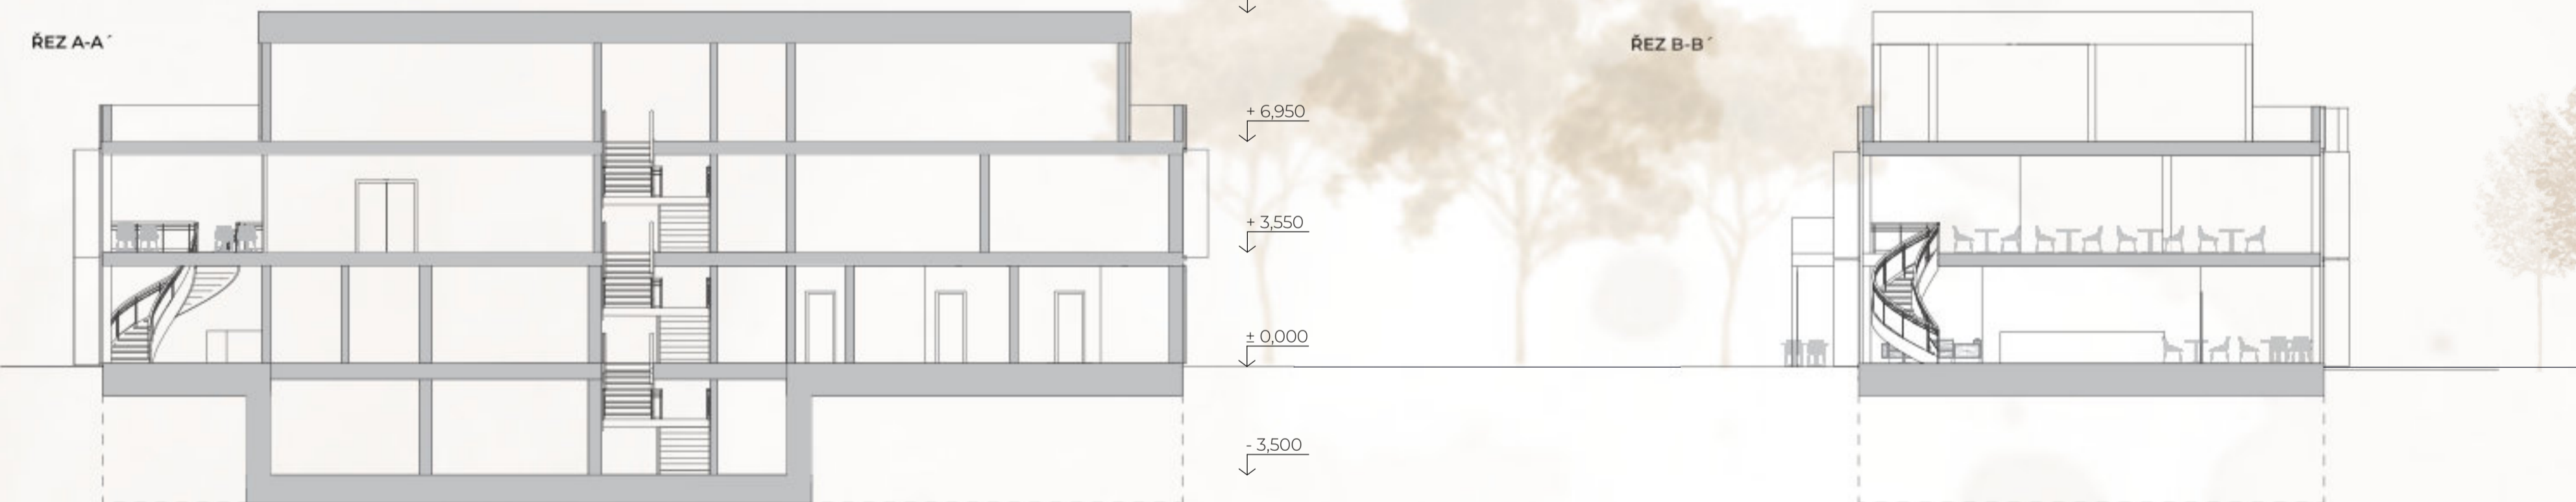 ŘEZ A-A´
ŘEZ B-B´
+ 6,950
+ 3,550
± 0,000
- 3,500